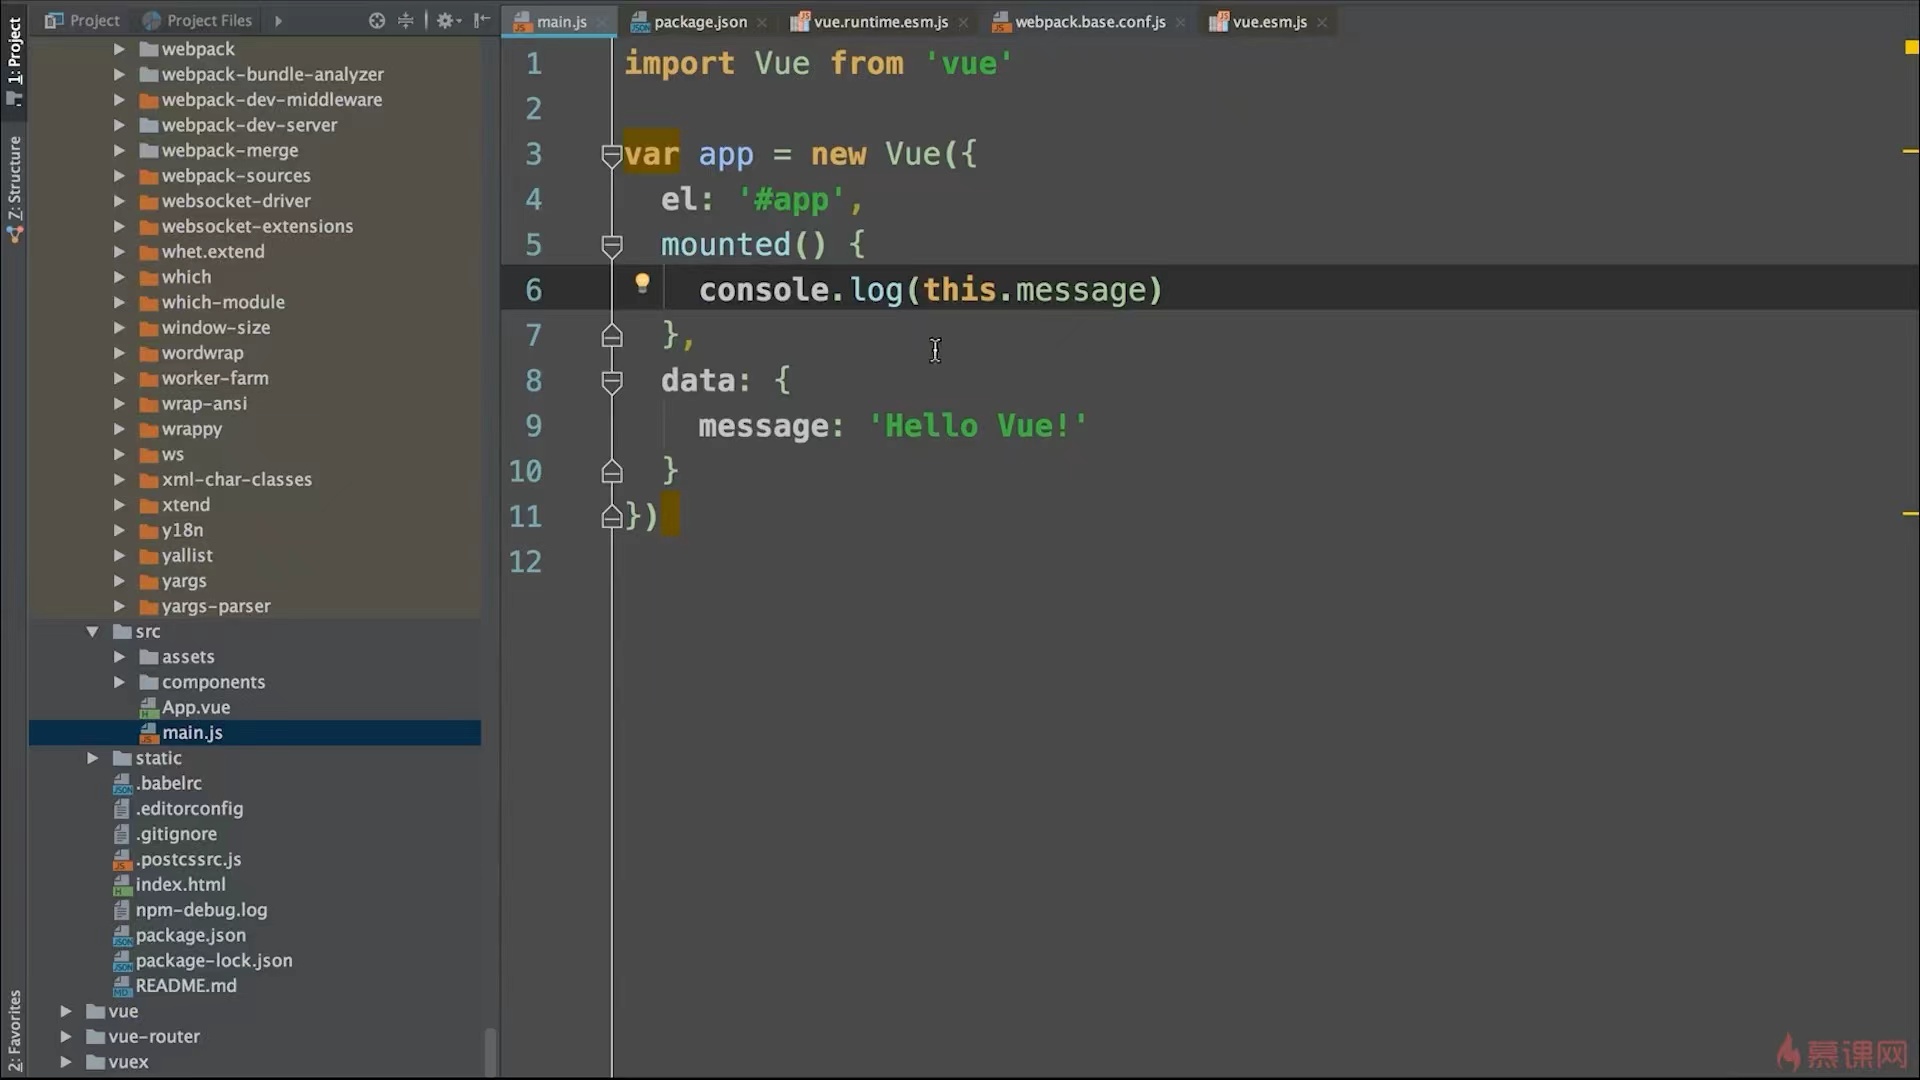 1: Project
Z: Structure
2: Favorites
Project Project Files
webpack
webpack-bundle-analyzer
webpack-dev-middleware
webpack-dev-server
webpack-merge
webpack-sources
websocket-driver
websocket-extensions
whet.extend
which
which-module
window-size
wordwrap
worker-farm
wrap-ansi
wrappy
ws
xml-char-classes
xtend
y18n
yallist
yargs
yargs-parser
src
assets
components
App.vue
main.js
static
.babelrc
.editorconfig
.gitignore
.postcssrc.js
index.html
npm-debug.log
package.json
package-lock.json
README.md
vue
vue-router
vuex
main.js package.json vue.runtime.esm.js webpack.base.conf.js vue.esm.js
1 import Vue from 'vue'
2
3 var app = new Vue({
4 el: '#app',
5 mounted() {
6 console.log(this.message)
7 },
8 data: {
9 message: 'Hello Vue!'
10 }
11 })
12
慕课网